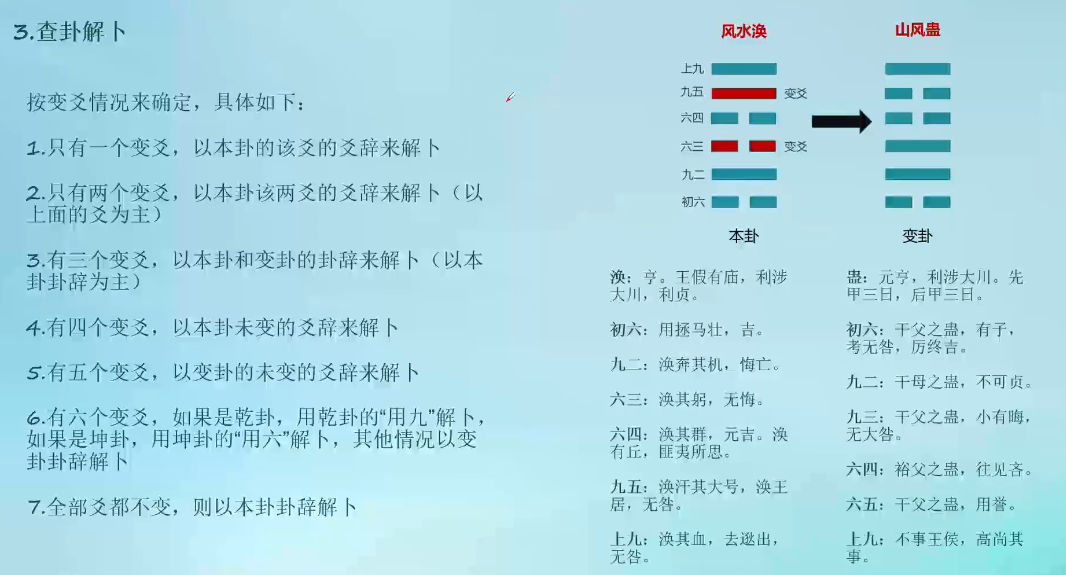 3.查卦解卜
按变爻情况来确定，具体如下：
1.只有一个变爻，以本卦的该爻的爻辞来解卜
2.只有两个变爻，以本卦该两爻的爻辞来解卜（以
上面的爻为主）
3.有三个变爻，以本卦和变卦的卦辞来解卜（以本
卦卦辞为主）
4.有四个变爻，以本卦未变的爻辞来解卜
5.有五个变爻，以变卦的未变的爻辞来解卜
6.有六个变爻，如果是乾卦，用乾卦的“用九”解卜，
如果是坤卦，用坤卦的“用六”解卜，其他情况以变
卦卦辞解卜
7.全部爻都不变，则以本卦卦辞解卜
风水涣
山风蛊
上九
九五
变爻
六四
六三
变爻
九二
初六
本卦
变卦
涣：亨。王假有庙，利涉
大川，利贞。
初六：用拯马壮，吉。
九二：涣奔其机，悔亡。
六三：涣其躬，无悔。
六四：涣其群，元吉。涣
有丘，匪夷所思。
九五：涣汗其大号，涣王
居，无咎。
上九：涣其血，去逖出，
无咎。
蛊：元亨，利涉大川。先
甲三日，后甲三日。
初六：干父之蛊，有子，
考无咎，厉终吉。
九二：干母之蛊，不可贞。
九三：干父之蛊，小有晦，
无大咎。
六四：裕父之蛊，往见吝。
六五：干父之蛊，用誉。
上九：不事王侯，高尚其
事。